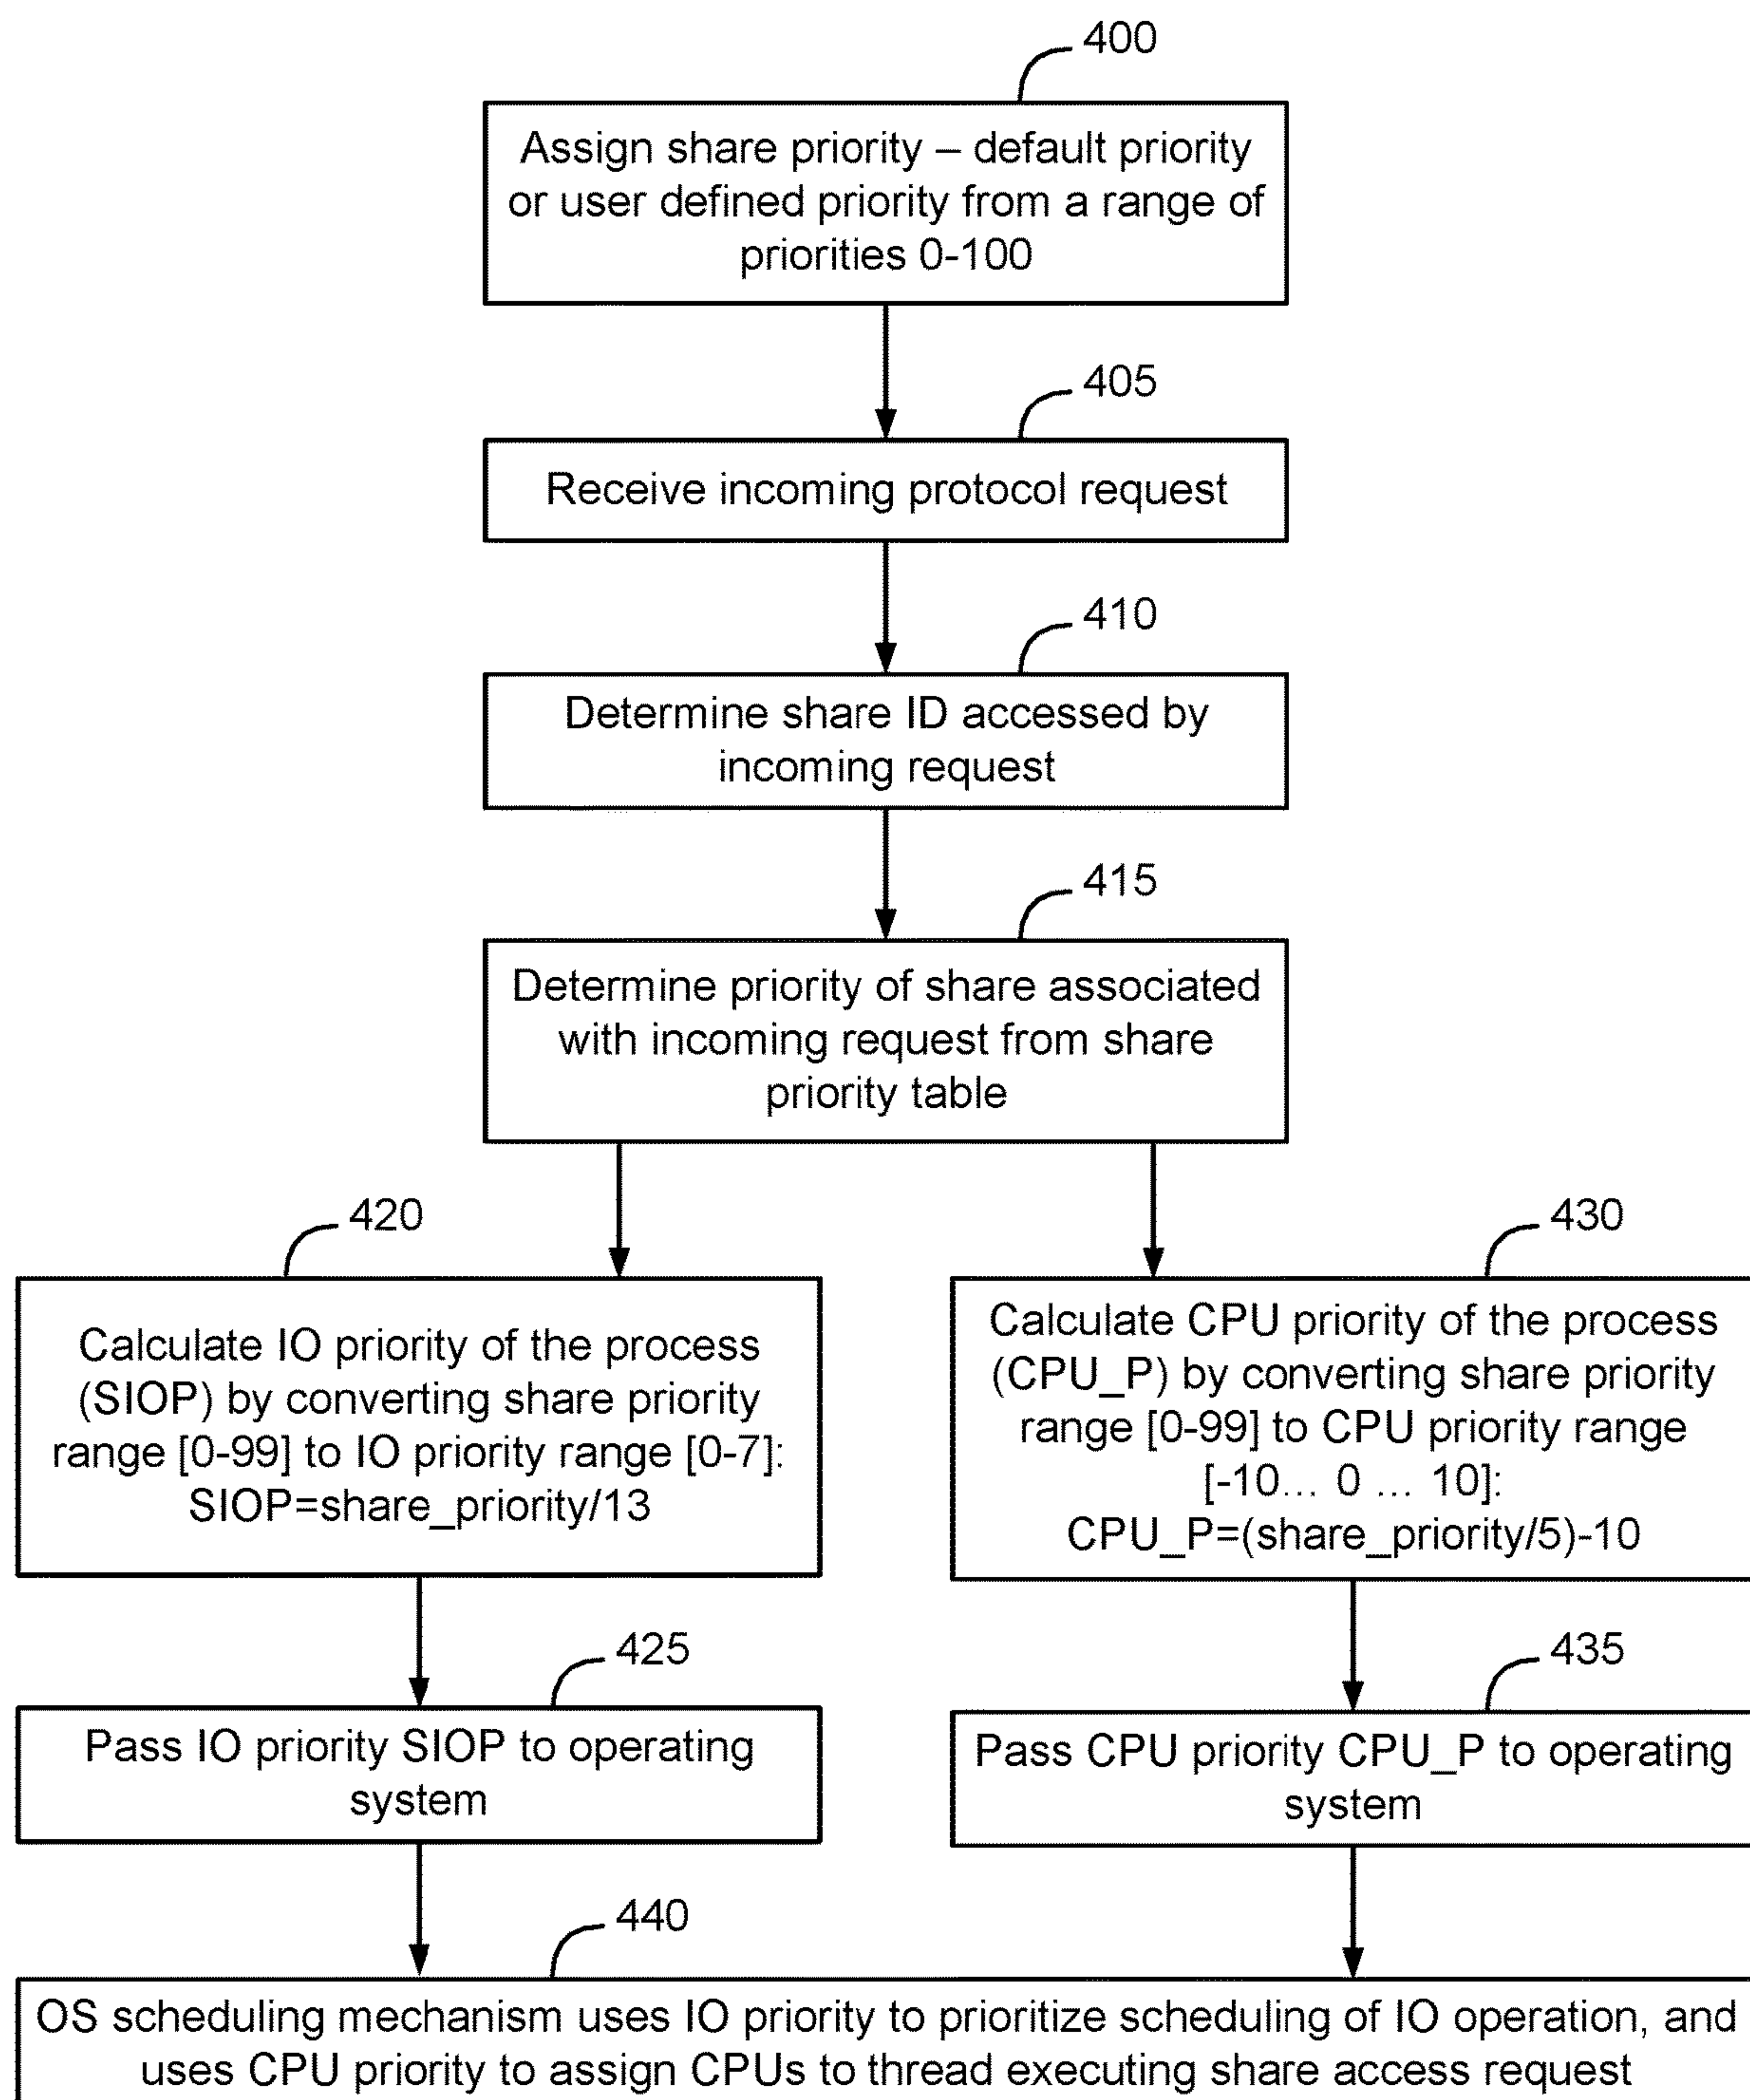 400
Assign share priority – default priority
or user defined priority from a range of
priorities 0-100
405
Receive incoming protocol request
410
Determine share ID accessed by
incoming request
415
Determine priority of share associated
with incoming request from share
priority table
420
Calculate IO priority of the process
(SIOP) by converting share priority
range [0-99] to IO priority range [0-7]:
SIOP=share_priority/13
430
Calculate CPU priority of the process
(CPU_P) by converting share priority
range [0-99] to CPU priority range
[-10... 0 ... 10]:
CPU_P=(share_priority/5)-10
425
Pass IO priority SIOP to operating
system
435
Pass CPU priority CPU_P to operating
system
440
OS scheduling mechanism uses IO priority to prioritize scheduling of IO operation, and
uses CPU priority to assign CPUs to thread executing share access request